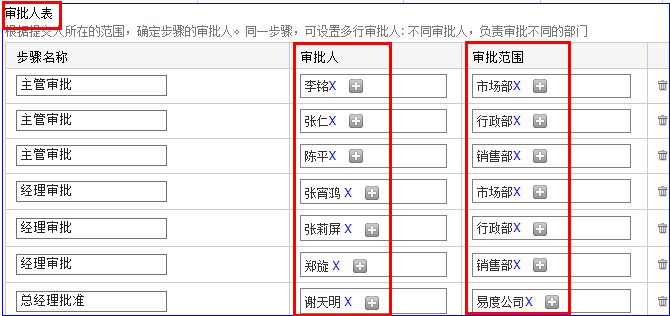 审批人表
根据提交人所在的范围，确定步骤的审批人。同一步骤，可设置多行审批人：不同审批人，负责审批不同的部门
步骤名称 审批人 审批范围
主管审批 李铭X 市场部X
主管审批 张仁X 行政部X
主管审批 陈平X 销售部X
经理审批 张宵鸿 X 市场部X
经理审批 张莉屏 X 行政部X
经理审批 郑旋 X 销售部X
总经理批准 谢天明 X 易度公司X